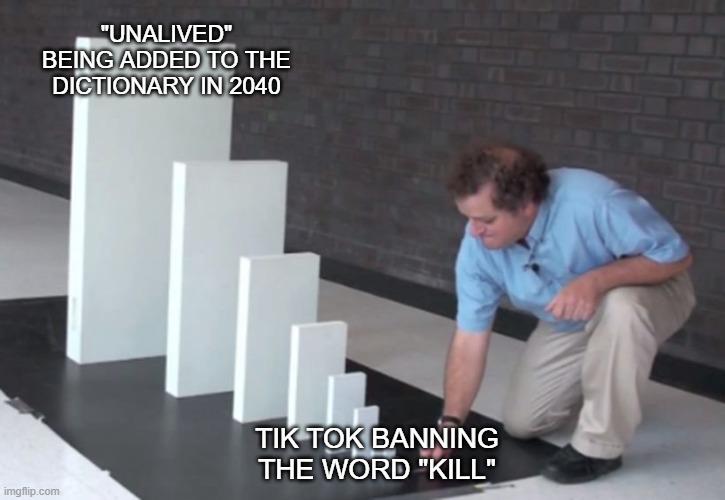 "UNALIVED"
BEING ADDED TO THE
DICTIONARY IN 2040
TIK TOK BANNING
THE WORD "KILL"
imgflip.com